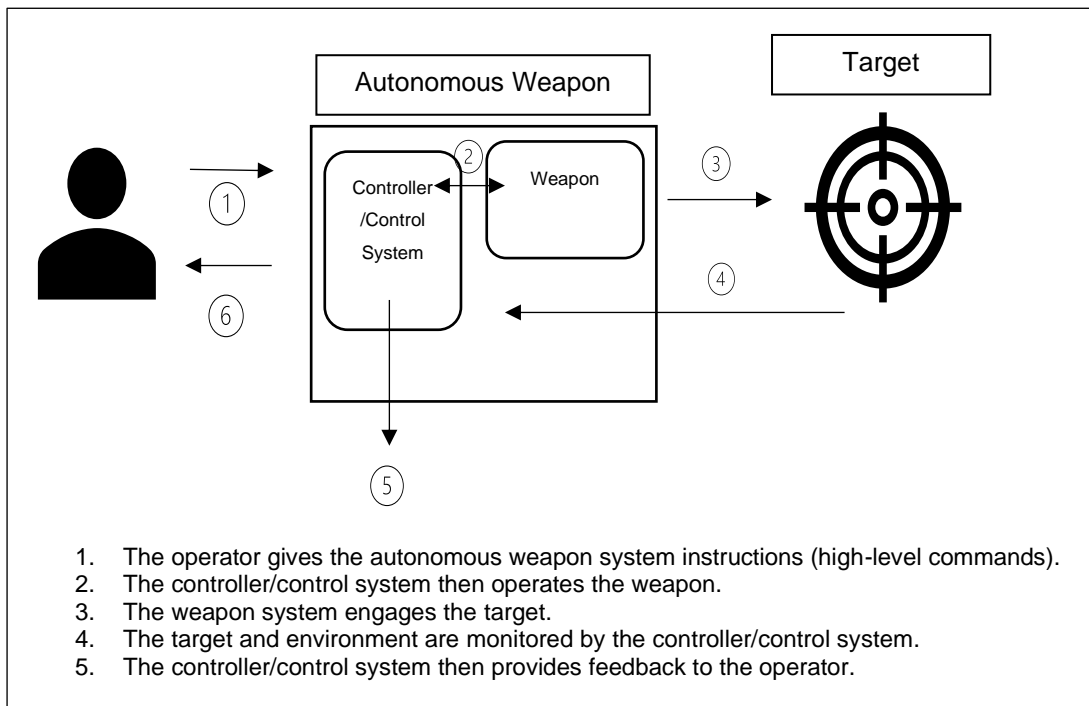 Autonomous Weapon
Target
Controller
/Control
System
②
Weapon
③
①
④
⑥
⑤
1. The operator gives the autonomous weapon system instructions (high-level commands).
2. The controller/control system then operates the weapon.
3. The weapon system engages the target.
4. The target and environment are monitored by the controller/control system.
5. The controller/control system then provides feedback to the operator.